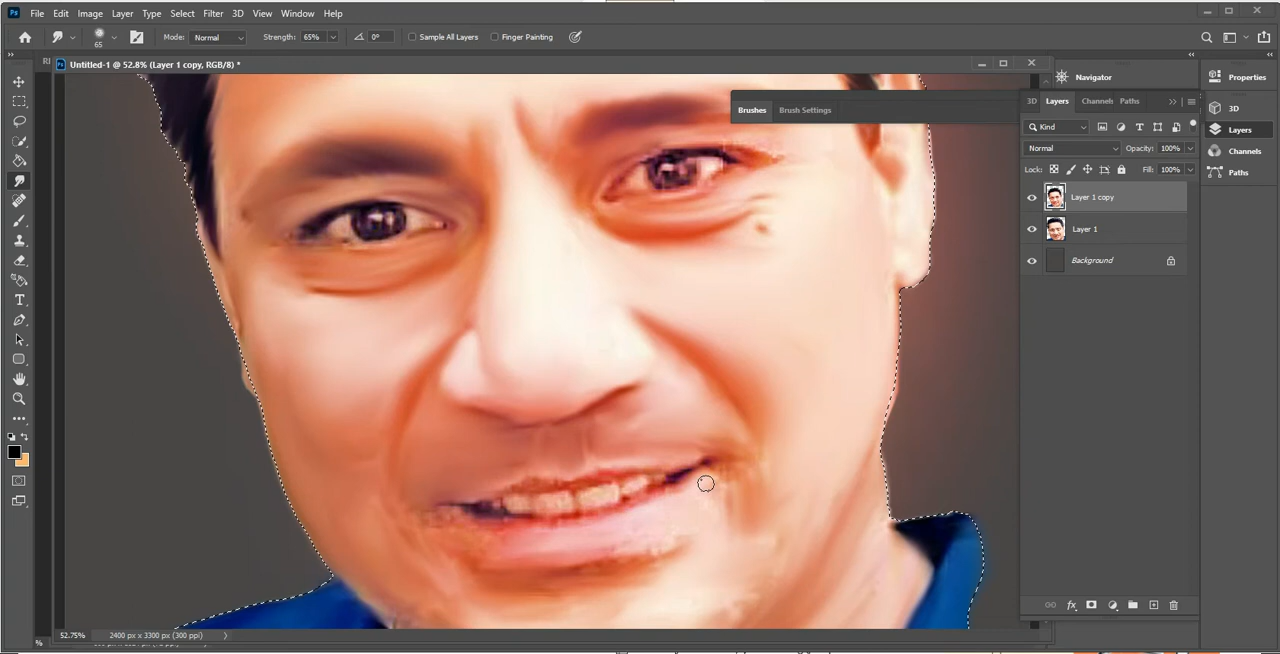 Ps File Edit Image Layer Type Select Filter 3D View Window Help
65 Mode: Normal Strength: 65% 0° Sample All Layers Finger Painting
Untitled-1 @ 52.8% (Layer 1 copy, RGB/8) *
Navigator
Properties
Brushes Brush Settings
3D Layers Channels Paths
3D
Kind
Layers
Normal Opacity: 100%
Channels
Lock: Fill: 100%
Paths
Layer 1 copy
Layer 1
Background
52.75% 2400 px x 3300 px (300 ppi)
%